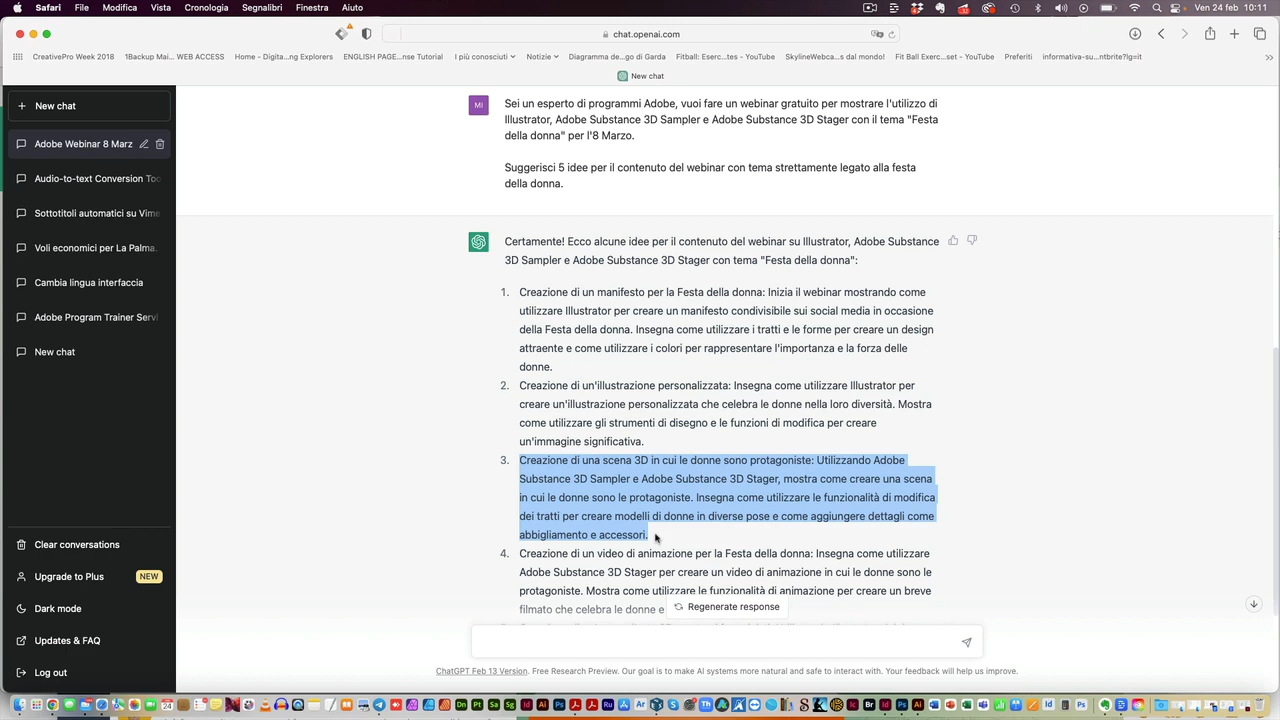 Safari File Modifica Vista Cronologia Segnalibri Finestra Aiuto
Ven 24 feb 10:11
chat.openai.com
CreativePro Week 2018 1Backup Mai... WEB ACCESS Home - Digita...ng Explorers ENGLISH PAGE...nse Tutorial I più conosciuti Notizie Diagramma de...go di Garda Fitball: Eserc...tes - YouTube SkylineWebca...s dal mondo! Fit Ball Exerc...set - YouTube Preferiti informativa-su...ntbrite?lg=it
New chat
New chat
Adobe Webinar 8 Marz
Audio-to-text Conversion Too
Sottotitoli automatici su Vime
Voli economici per La Palma.
Cambia lingua interfaccia
Adobe Program Trainer Servi
New chat
Clear conversations
Upgrade to Plus NEW
Dark mode
Updates & FAQ
Log out
MI
Sei un esperto di programmi Adobe, vuoi fare un webinar gratuito per mostrare l'utilizzo di
Illustrator, Adobe Substance 3D Sampler e Adobe Substance 3D Stager con il tema "Festa
della donna" per l'8 Marzo.
Suggerisci 5 idee per il contenuto del webinar con tema strettamente legato alla festa
della donna.
Certamente! Ecco alcune idee per il contenuto del webinar su Illustrator, Adobe Substance
3D Sampler e Adobe Substance 3D Stager con tema "Festa della donna":
1. Creazione di un manifesto per la Festa della donna: Inizia il webinar mostrando come
utilizzare Illustrator per creare un manifesto condivisibile sui social media in occasione
della Festa della donna. Insegna come utilizzare i tratti e le forme per creare un design
attraente e come utilizzare i colori per rappresentare l'importanza e la forza delle
donne.
2. Creazione di un'illustrazione personalizzata: Insegna come utilizzare Illustrator per
creare un'illustrazione personalizzata che celebra le donne nella loro diversità. Mostra
come utilizzare gli strumenti di disegno e le funzioni di modifica per creare
un'immagine significativa.
3. Creazione di una scena 3D in cui le donne sono protagoniste: Utilizzando Adobe
Substance 3D Sampler e Adobe Substance 3D Stager, mostra come creare una scena
in cui le donne sono le protagoniste. Insegna come utilizzare le funzionalità di modifica
dei tratti per creare modelli di donne in diverse pose e come aggiungere dettagli come
abbigliamento e accessori.
4. Creazione di un video di animazione per la Festa della donna: Insegna come utilizzare
Adobe Substance 3D Stager per creare un video di animazione in cui le donne sono le
protagoniste. Mostra come utilizzare le funzionalità di animazione per creare un breve
filmato che celebra le donne e
Regenerate response
ChatGPT Feb 13 Version. Free Research Preview. Our goal is to make AI systems more natural and safe to interact with. Your feedback will help us improve.